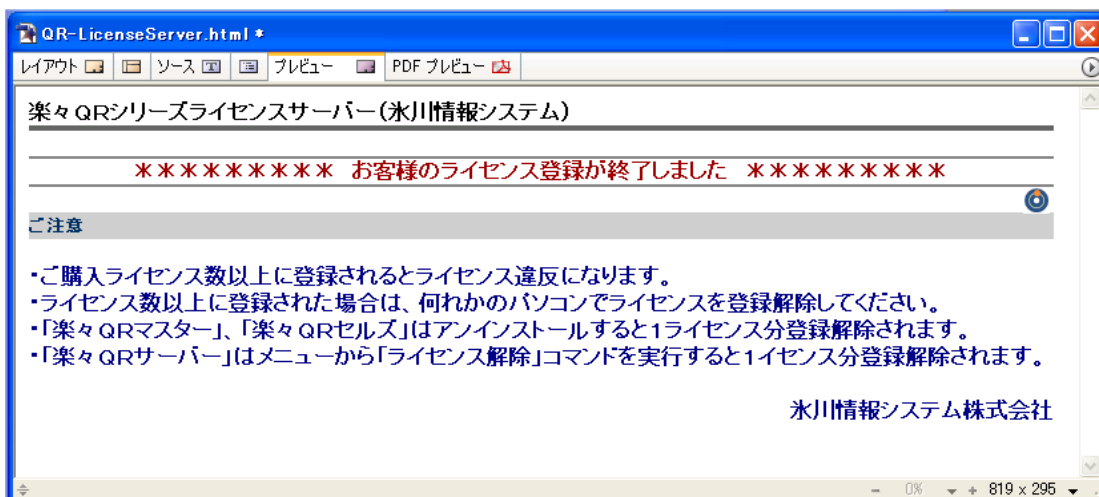 QR-LicenseServer.html *
レイアウト ソース プレビュー PDF プレビュー
楽々QRシリーズライセンスサーバー(氷川情報システム)
********* お客様のライセンス登録が終了しました *********
ご注意
・ご購入ライセンス数以上に登録されるとライセンス違反になります。
・ライセンス数以上に登録された場合は、何れかのパソコンでライセンスを登録解除してください。
・「楽々QRマスター」、「楽々QRセルズ」はアンインストールすると1ライセンス分登録解除されます。
・「楽々QRサーバー」はメニューから「ライセンス解除」コマンドを実行すると1イセンス分登録解除されます。
氷川情報システム株式会社
- 0% + 819 x 295